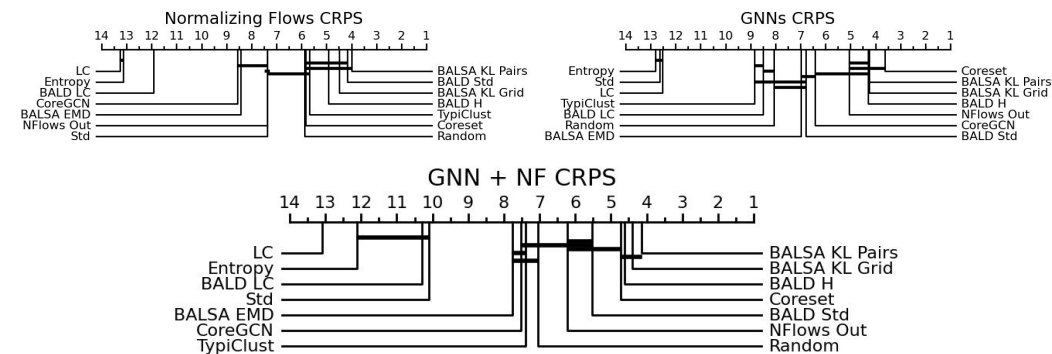 Normalizing Flows CRPS
14 13 12 11 10 9 8 7 6 5 4 3 2 1
LC
Entropy
BALD LC
CoreGCN
BALSA EMD
NFlows Out
Std
BALSA KL Pairs
BALD Std
BALSA KL Grid
BALD H
TypiClust
Coreset
Random
GNNs CRPS
14 13 12 11 10 9 8 7 6 5 4 3 2 1
Entropy
Std
LC
TypiClust
BALD LC
Random
BALSA EMD
Coreset
BALSA KL Pairs
BALSA KL Grid
BALD H
NFlows Out
CoreGCN
BALD Std
GNN + NF CRPS
14 13 12 11 10 9 8 7 6 5 4 3 2 1
LC
Entropy
BALD LC
Std
BALSA EMD
CoreGCN
TypiClust
BALSA KL Pairs
BALSA KL Grid
BALD H
Coreset
BALD Std
NFlows Out
Random